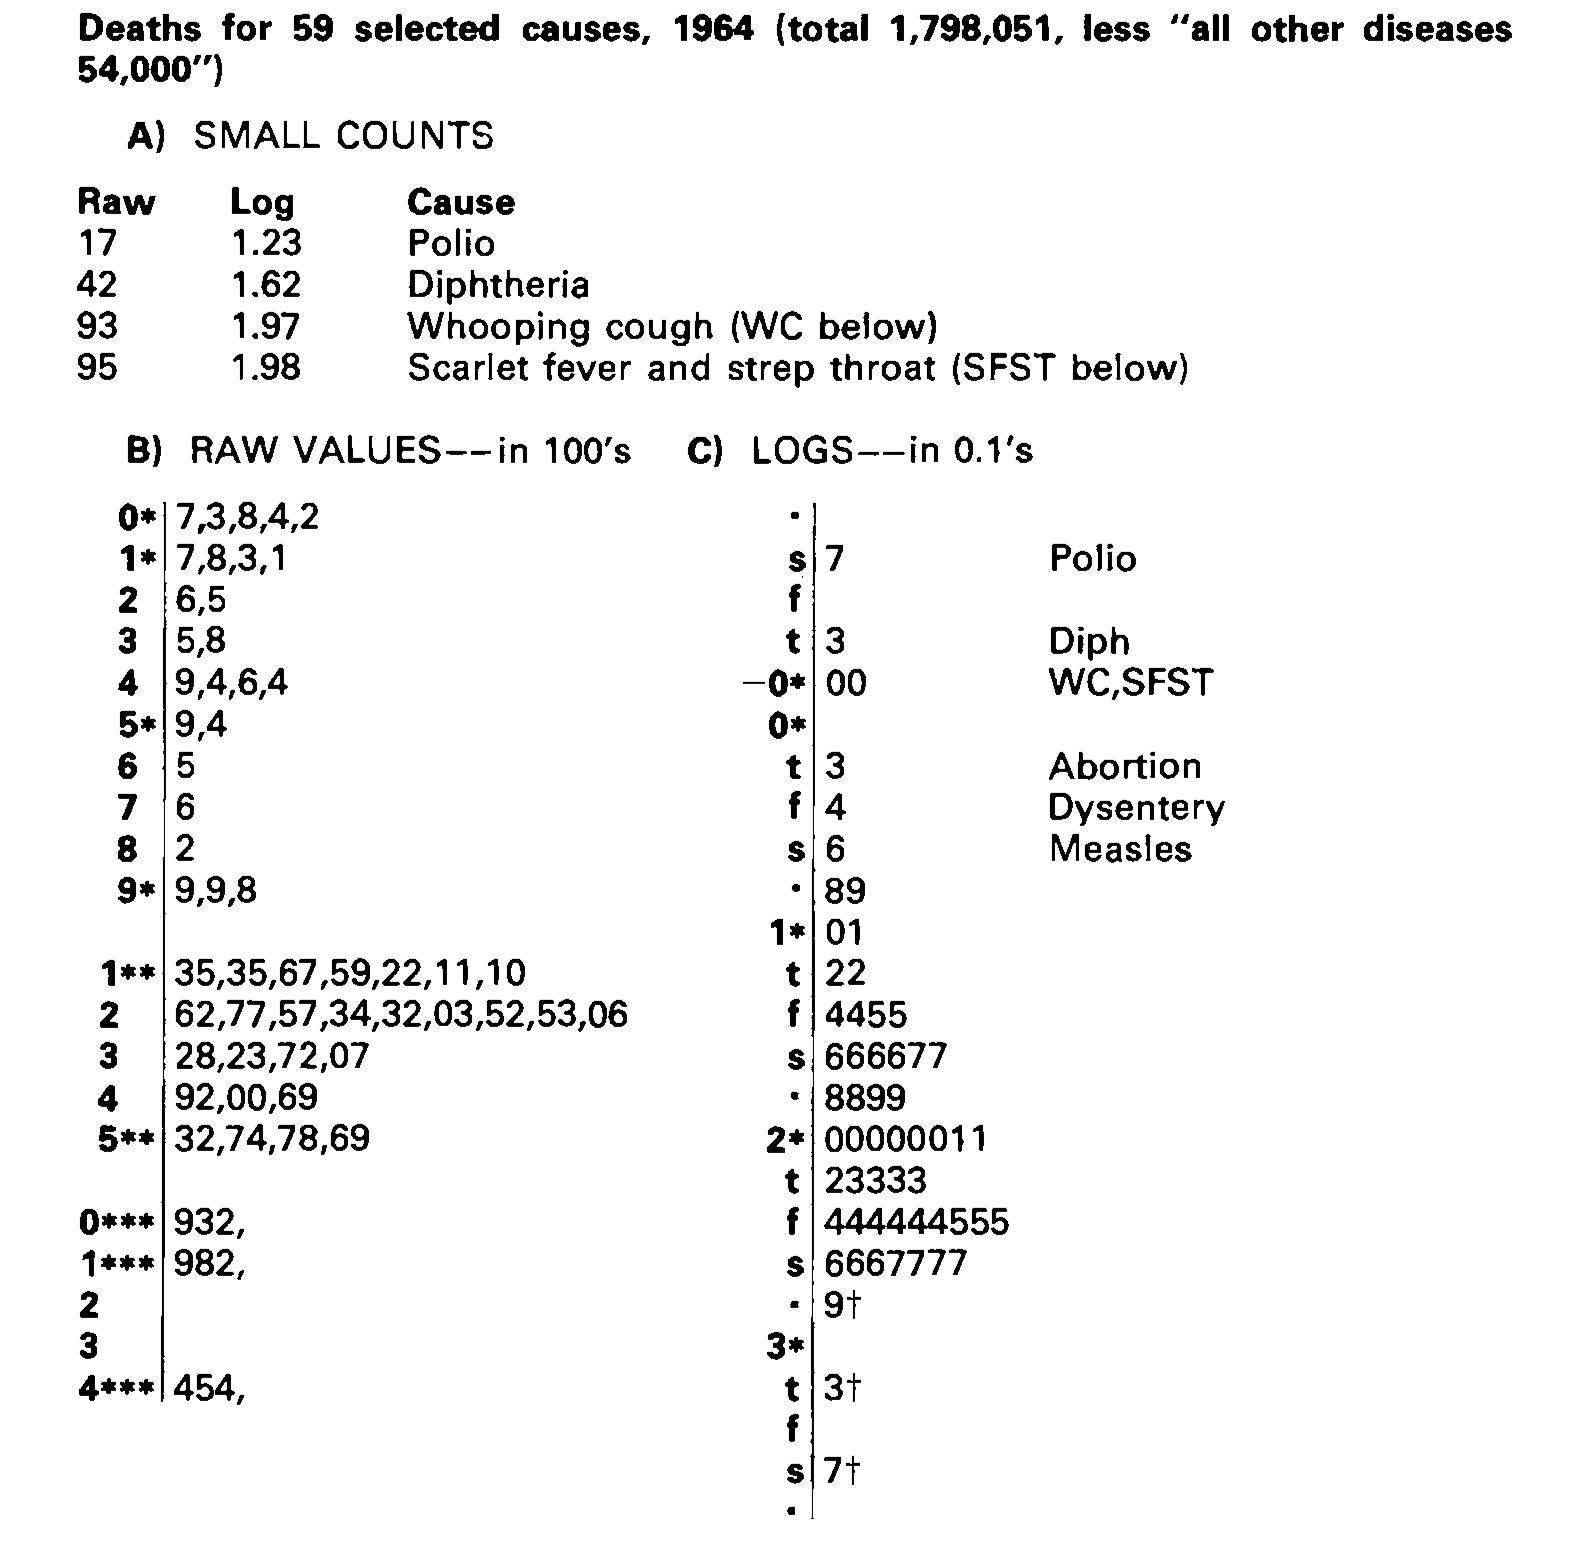 Deaths for 59 selected causes, 1964 (total 1,798,051, less "all other diseases
54,000")
A) SMALL COUNTS
Raw Log Cause
17 1.23 Polio
42 1.62 Diphtheria
93 1.97 Whooping cough (WC below)
95 1.98 Scarlet fever and strep throat (SFST below)
B) RAW VALUES--in 100's
0* 7,3,8,4,2
1* 7,8,3,1
2 6,5
3 5,8
4 9,4,6,4
5* 9,4
6 5
7 6
8 2
9* 9,9,8
1** 35,35,67,59,22,11,10
2 62,77,57,34,32,03,52,53,06
3 28,23,72,07
4 92,00,69
5** 32,74,78,69
0*** 932,
1*** 982,
2
3
4*** 454,
C) LOGS--in 0.1's
·
s 7 Polio
f
t 3 Diph
−0* 00 WC,SFST
0*
t 3 Abortion
f 4 Dysentery
s 6 Measles
· 89
1* 01
t 22
f 4455
s 666677
· 8899
2* 00000011
t 23333
f 444444555
s 6667777
· 9†
3*
t 3†
f
s 7†
·